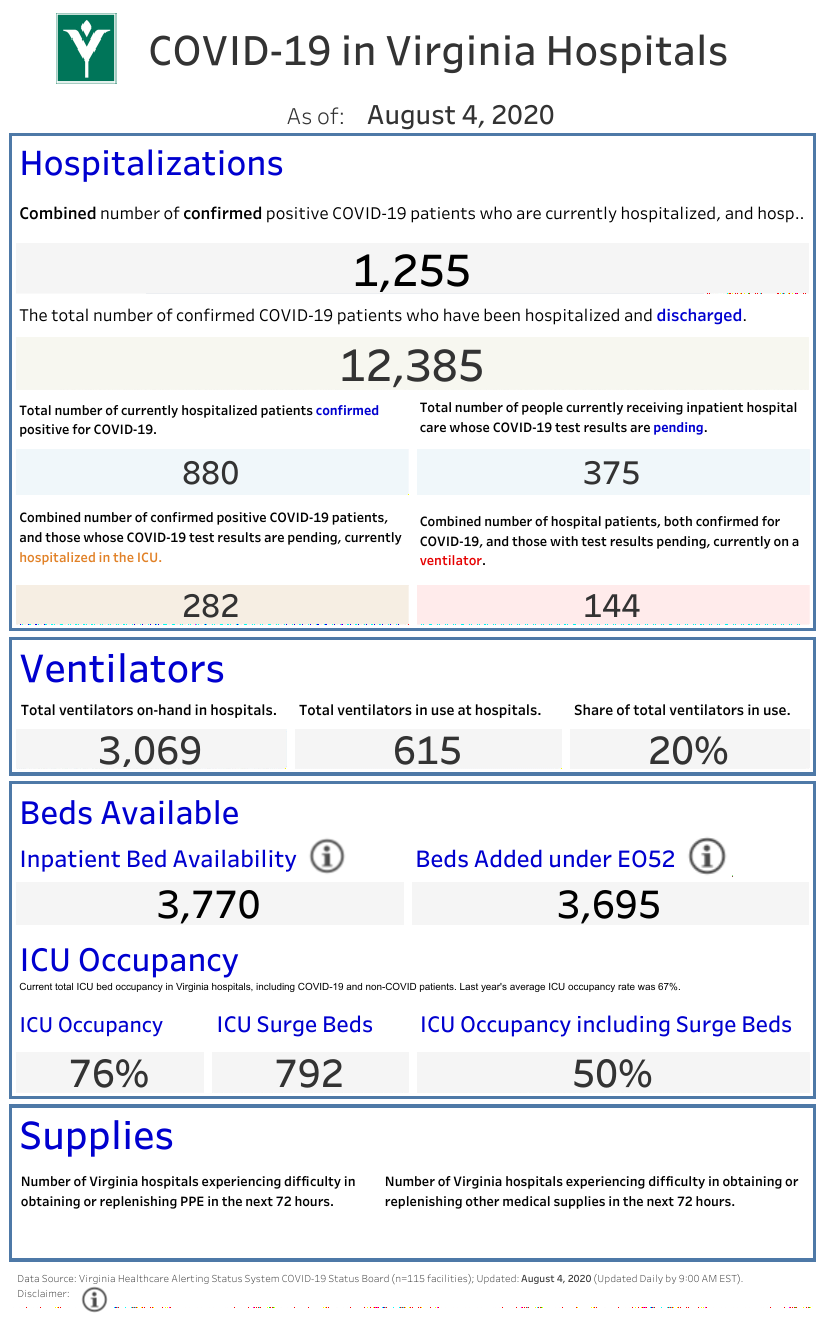 COVID-19 in Virginia Hospitals
As of: August 4, 2020
Hospitalizations
Combined number of confirmed positive COVID-19 patients who are currently hospitalized, and hosp..
1,255
The total number of confirmed COVID-19 patients who have been hospitalized and discharged.
12,385
Total number of currently hospitalized patients confirmed
positive for COVID-19.
Total number of people currently receiving inpatient hospital
care whose COVID-19 test results are pending.
880
375
Combined number of confirmed positive COVID-19 patients,
and those whose COVID-19 test results are pending, currently
hospitalized in the ICU.
Combined number of hospital patients, both confirmed for
COVID-19, and those with test results pending, currently on a
ventilator.
282
144
Ventilators
Total ventilators on-hand in hospitals.
Total ventilators in use at hospitals.
Share of total ventilators in use.
3,069
615
20%
Beds Available
Inpatient Bed Availability
Beds Added under EO52
3,770
3,695
ICU Occupancy
Current total ICU bed occupancy in Virginia hospitals, including COVID-19 and non-COVID patients. Last year's average ICU occupancy rate was 67%.
ICU Occupancy
ICU Surge Beds
ICU Occupancy including Surge Beds
76%
792
50%
Supplies
Number of Virginia hospitals experiencing difficulty in
obtaining or replenishing PPE in the next 72 hours.
Number of Virginia hospitals experiencing difficulty in obtaining or
replenishing other medical supplies in the next 72 hours.
Data Source: Virginia Healthcare Alerting Status System COVID-19 Status Board (n=115 facilities); Updated: August 4, 2020 (Updated Daily by 9:00 AM EST).
Disclaimer: